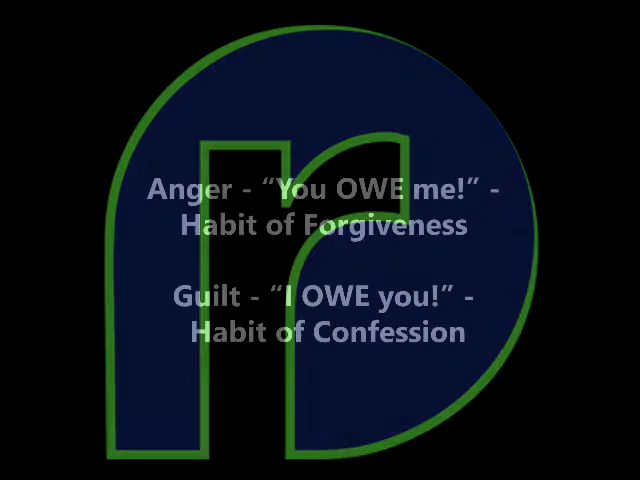 Anger - “You OWE me!” -
Habit of Forgiveness
Guilt - “I OWE you!” -
Habit of Confession